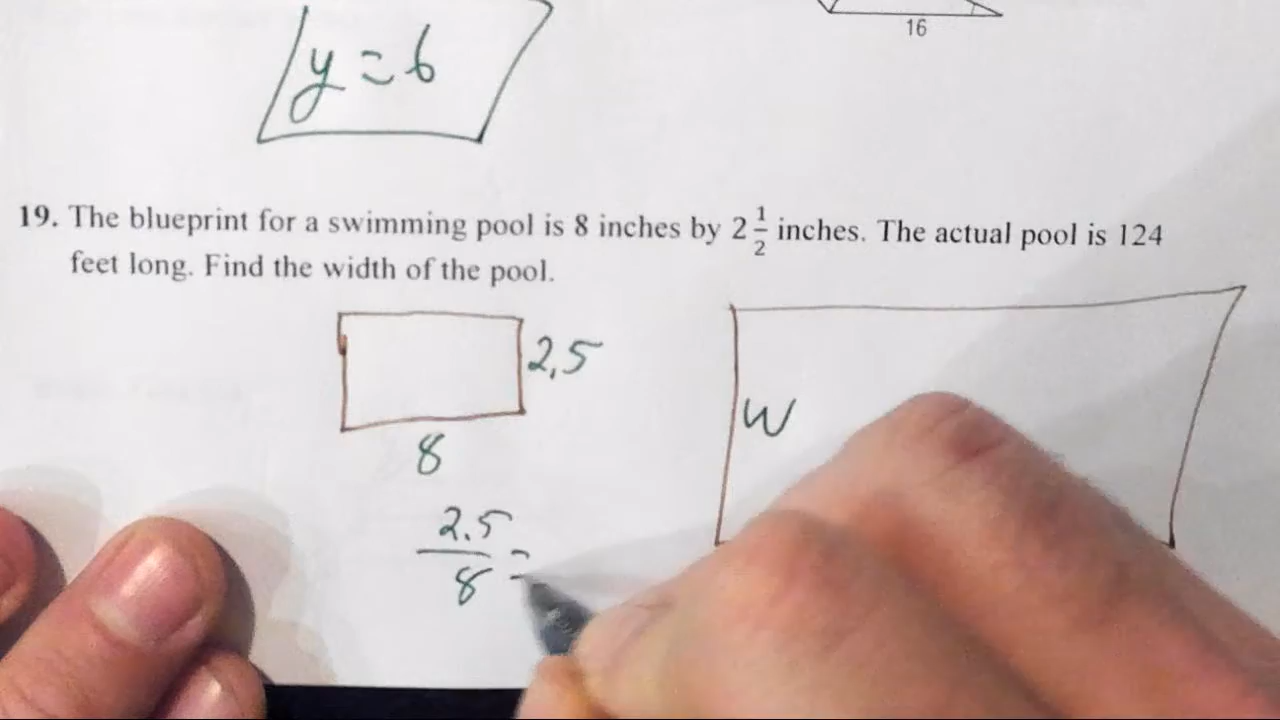 16
y = 6
19. The blueprint for a swimming pool is 8 inches by 2 1/2 inches. The actual pool is 124
feet long. Find the width of the pool.
2,5
W
8
2.5/8 =